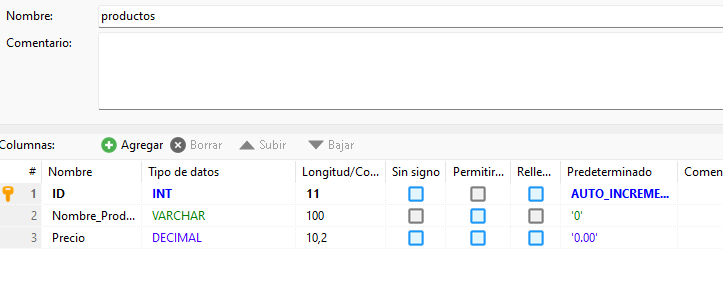 Nombre: productos
Comentario:
Columnas: Agregar Borrar Subir Bajar
# Nombre Tipo de datos Longitud/Co... Sin signo Permitir... Relle... Predeterminado Comen
1 ID INT 11 AUTO_INCREME...
2 Nombre_Prod... VARCHAR 100 '0'
3 Precio DECIMAL 10,2 '0.00'